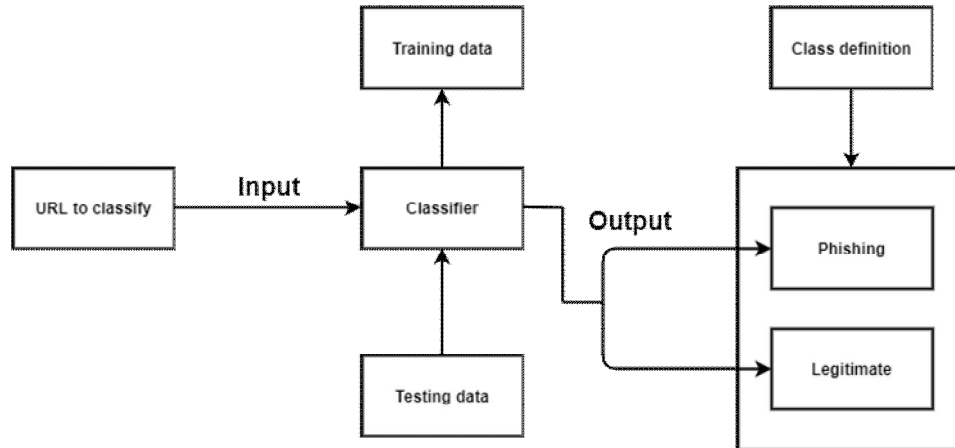 Training data
Class definition
Input
URL to classify
Classifier
Output
Phishing
Legitimate
Testing data